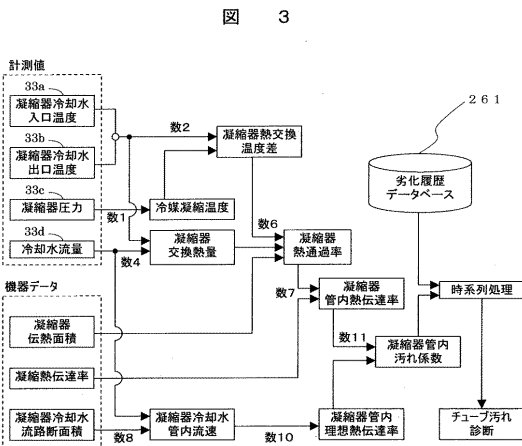 図 3
計測値
33a
凝縮器冷却水
入口温度
33b
凝縮器冷却水
出口温度
33c
凝縮器圧力
33d
冷却水流量
数2
凝縮器熱交換
温度差
数1
冷媒凝縮温度
数4
凝縮器
交換熱量
数6
凝縮器
熱通過率
261
劣化履歴
データベース
機器データ
凝縮器
伝熱面積
凝縮熱伝達率
凝縮器冷却水
流路断面積
数7
凝縮器
管内熱伝達率
数11
凝縮器管内
汚れ係数
時系列処理
数8
凝縮器冷却水
管内流速
数10
凝縮器管内
理想熱伝達率
チューブ汚れ
診断